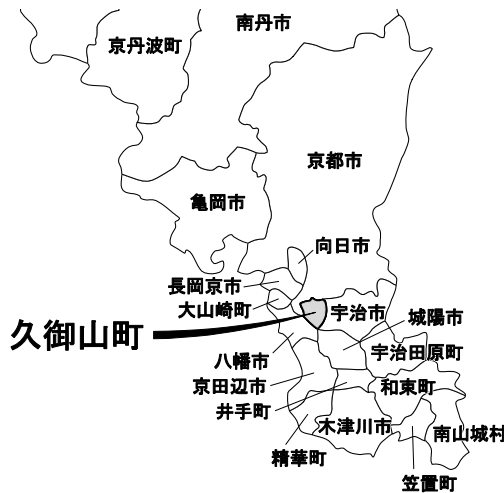 南丹市
京丹波町
京都市
亀岡市
向日市
長岡京市
大山崎町
宇治市
城陽市
久御山町
宇治田原町
八幡市
京田辺市
和束町
井手町
木津川市
南山城村
精華町
笠置町